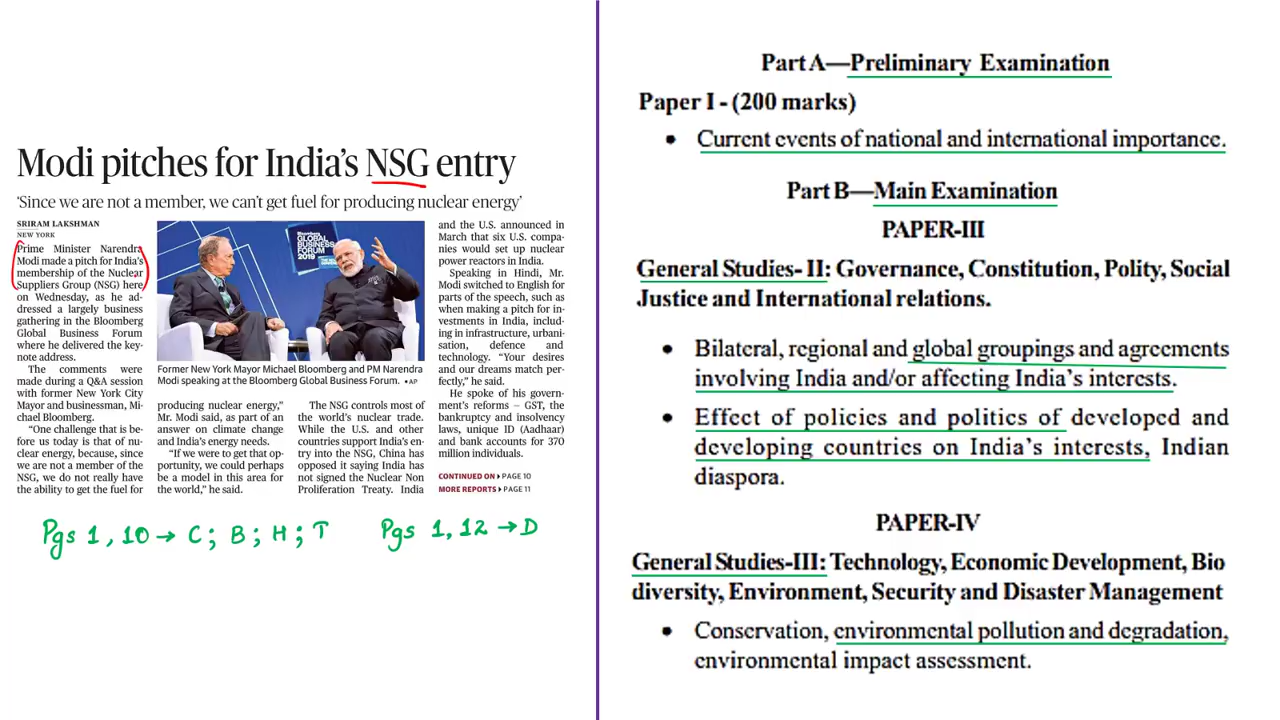 Modi pitches for India's NSG entry
'Since we are not a member, we can't get fuel for producing nuclear energy'
SRIRAM LAKSHMAN
NEW YORK
Prime Minister Narendra
Modi made a pitch for India's
membership of the Nuclear
Suppliers Group (NSG) here
on Wednesday, as he ad-
dressed a largely business
gathering in the Bloomberg
Global Business Forum
where he delivered the key-
note address.
The comments were
made during a Q&A session
with former New York City
Mayor and businessman, Mi-
chael Bloomberg.
"One challenge that is be-
fore us today is that of nu-
clear energy, because, since
we are not a member of the
NSG, we do not really have
the ability to get the fuel for
Bloomberg
GLOBAL
BUSINESS
FORUM
2019
Former New York Mayor Michael Bloomberg and PM Narendra
Modi speaking at the Bloomberg Global Business Forum. •AP
producing nuclear energy,"
Mr. Modi said, as part of an
answer on climate change
and India's energy needs.
"If we were to get that op-
portunity, we could perhaps
be a model in this area for
the world," he said.
The NSG controls most of
the world's nuclear trade.
While the U.S. and other
countries support India's en-
try into the NSG, China has
opposed it saying India has
not signed the Nuclear Non
Proliferation Treaty. India
and the U.S. announced in
March that six U.S. compa-
nies would set up nuclear
power reactors in India.
Speaking in Hindi, Mr.
Modi switched to English for
parts of the speech, such as
when making a pitch for in-
vestments in India, includ-
ing in infrastructure, urbani-
sation, defence and
technology. "Your desires
and our dreams match per-
fectly," he said.
He spoke of his govern-
ment's reforms – GST, the
bankruptcy and insolvency
laws, unique ID (Aadhaar)
and bank accounts for 370
million individuals.
CONTINUED ON ▸ PAGE 10
MORE REPORTS ▸ PAGE 11
Pgs 1, 10 → C; B; H; T
Pgs 1, 12 → D
Part A—Preliminary Examination
Paper I - (200 marks)
• Current events of national and international importance.
Part B—Main Examination
PAPER-III
General Studies- II: Governance, Constitution, Polity, Social
Justice and International relations.
• Bilateral, regional and global groupings and agreements
involving India and/or affecting India's interests.
• Effect of policies and politics of developed and
developing countries on India's interests, Indian
diaspora.
PAPER-IV
General Studies-III: Technology, Economic Development, Bio
diversity, Environment, Security and Disaster Management
• Conservation, environmental pollution and degradation,
environmental impact assessment.